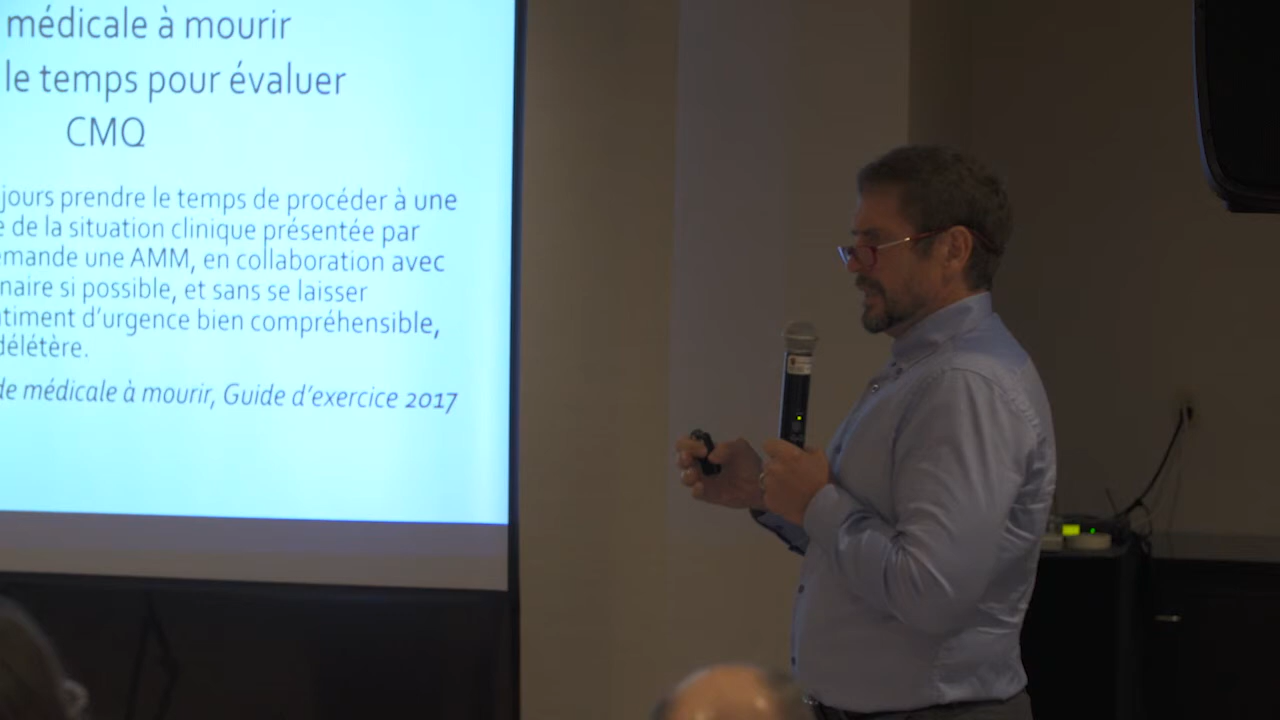 médicale à mourir
le temps pour évaluer
CMQ
jours prendre le temps de procéder à une
e de la situation clinique présentée par
emande une AMM, en collaboration avec
naire si possible, et sans se laisser
timent d'urgence bien compréhensible,
délétère.
de médicale à mourir, Guide d'exercice 2017